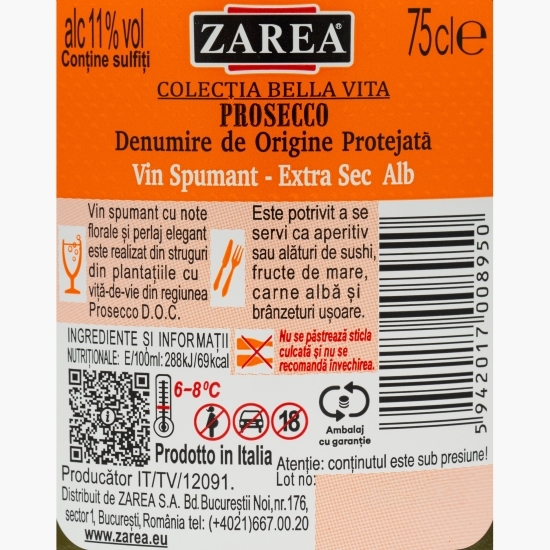 alc 11% vol
Conține sulfiți
ZAREA®
75cl ℮
COLECȚIA BELLA VITA
PROSECCO
Denumire de Origine Protejată
Vin Spumant - Extra Sec Alb
Vin spumant cu note
florale și perlaj elegant
este realizat din struguri
din plantațiile cu
viță-de-vie din regiunea
Prosecco D.O.C.
Este potrivit a se
servi ca aperitiv
sau alături de sushi,
fructe de mare,
carne albă și
brânzeturi ușoare.
INGREDIENTE ȘI INFORMAȚII
NUTRIȚIONALE: E/100ml: 288kJ/69kcal
Nu se păstrează sticla
culcată și nu se
recomandă învechirea.
6-8°C
18
Ambalaj
cu garanție
5942017008950
Prodotto in Italia
Producător IT/TV/12091.
Atenție: conținutul este sub presiune!
Lot no:
Distribuit de ZAREA S.A. Bd.Bucureștii Noi,nr.176,
sector 1, București, România tel: (+4021)667.00.20
www.zarea.eu